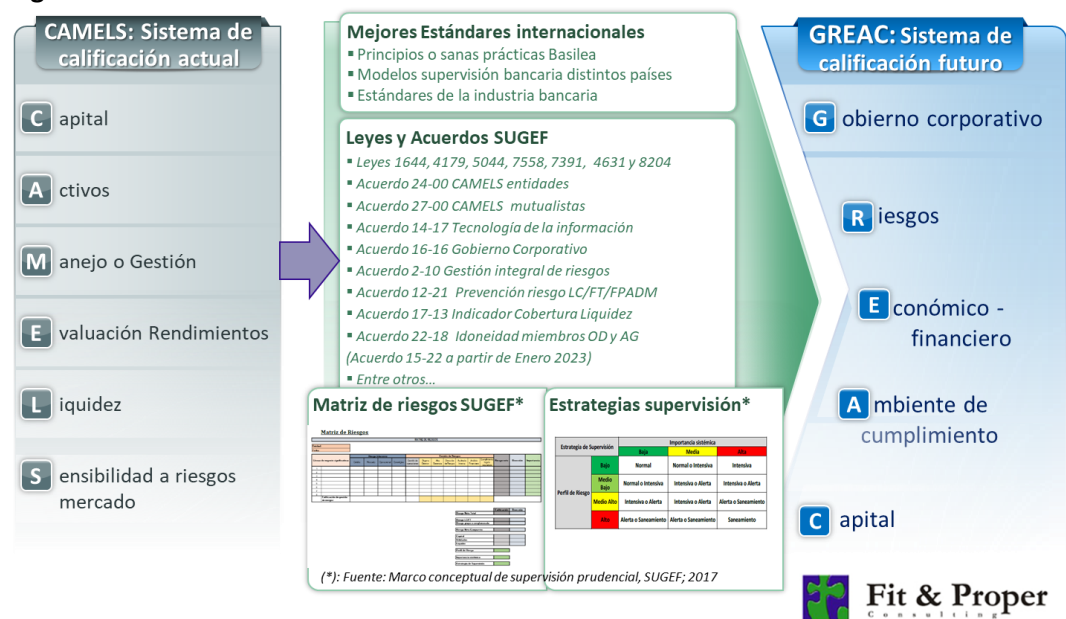 CAMELS: Sistema de
calificación actual
C apital
A ctivos
M anejo o Gestión
E valuación Rendimientos
L iquidez
S ensibilidad a riesgos
mercado
Mejores Estándares internacionales
▪ Principios o sanas prácticas Basilea
▪ Modelos supervisión bancaria distintos países
▪ Estándares de la industria bancaria
Leyes y Acuerdos SUGEF
▪ Leyes 1644, 4179, 5044, 7558, 7391, 4631 y 8204
▪ Acuerdo 24-00 CAMELS entidades
▪ Acuerdo 27-00 CAMELS mutualistas
▪ Acuerdo 14-17 Tecnología de la información
▪ Acuerdo 16-16 Gobierno Corporativo
▪ Acuerdo 2-10 Gestión integral de riesgos
▪ Acuerdo 12-21 Prevención riesgo LC/FT/FPADM
▪ Acuerdo 17-13 Indicador Cobertura Liquidez
▪ Acuerdo 22-18 Idoneidad miembros OD y AG
(Acuerdo 15-22 a partir de Enero 2023)
▪ Entre otros...
Matriz de riesgos SUGEF*
Matriz de Riesgos
Estrategias supervisión*
Estrategia de Supervisión
Importancia sistémica
Baja Media Alta
Perfil de Riesgo
Bajo Normal Normal o Intensiva Intensiva
Medio Bajo Normal o Intensiva Intensiva o Alerta Intensiva o Alerta
Medio Alto Intensiva o Alerta Intensiva o Alerta Alerta o Saneamiento
Alto Alerta o Saneamiento Alerta o Saneamiento Saneamiento
(*): Fuente: Marco conceptual de supervisión prudencial, SUGEF; 2017
GREAC: Sistema de
calificación futuro
G obierno corporativo
R iesgos
E conómico -
financiero
A mbiente de
cumplimiento
C apital
Fit & Proper
Consulting